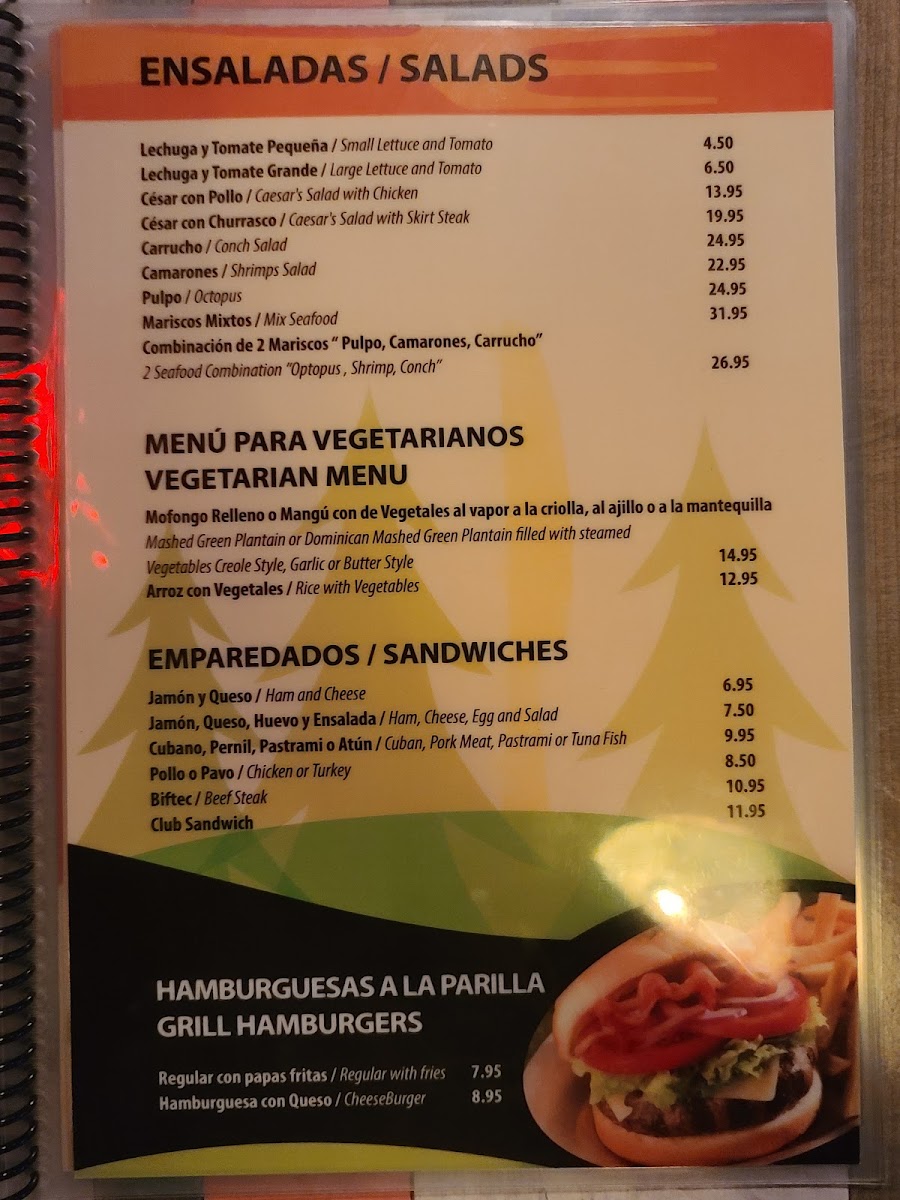 ENSALADAS / SALADS
Lechuga y Tomate Pequeña / Small Lettuce and Tomato 4.50
Lechuga y Tomate Grande / Large Lettuce and Tomato 6.50
César con Pollo / Caesar's Salad with Chicken 13.95
César con Churrasco / Caesar's Salad with Skirt Steak 19.95
Carrucho / Conch Salad 24.95
Camarones / Shrimps Salad 22.95
Pulpo / Octopus 24.95
Mariscos Mixtos / Mix Seafood 31.95
Combinación de 2 Mariscos " Pulpo, Camarones, Carrucho"
2 Seafood Combination "Optopus , Shrimp, Conch" 26.95
MENÚ PARA VEGETARIANOS
VEGETARIAN MENU
Mofongo Relleno o Mangú con de Vegetales al vapor a la criolla, al ajillo o a la mantequilla
Mashed Green Plantain or Dominican Mashed Green Plantain filled with steamed
Vegetables Creole Style, Garlic or Butter Style 14.95
Arroz con Vegetales / Rice with Vegetables 12.95
EMPAREDADOS / SANDWICHES
Jamón y Queso / Ham and Cheese 6.95
Jamón, Queso, Huevo y Ensalada / Ham, Cheese, Egg and Salad 7.50
Cubano, Pernil, Pastrami o Atún / Cuban, Pork Meat, Pastrami or Tuna Fish 9.95
Pollo o Pavo / Chicken or Turkey 8.50
Biftec / Beef Steak 10.95
Club Sandwich 11.95
HAMBURGUESAS A LA PARILLA
GRILL HAMBURGERS
Regular con papas fritas / Regular with fries 7.95
Hamburguesa con Queso / CheeseBurger 8.95